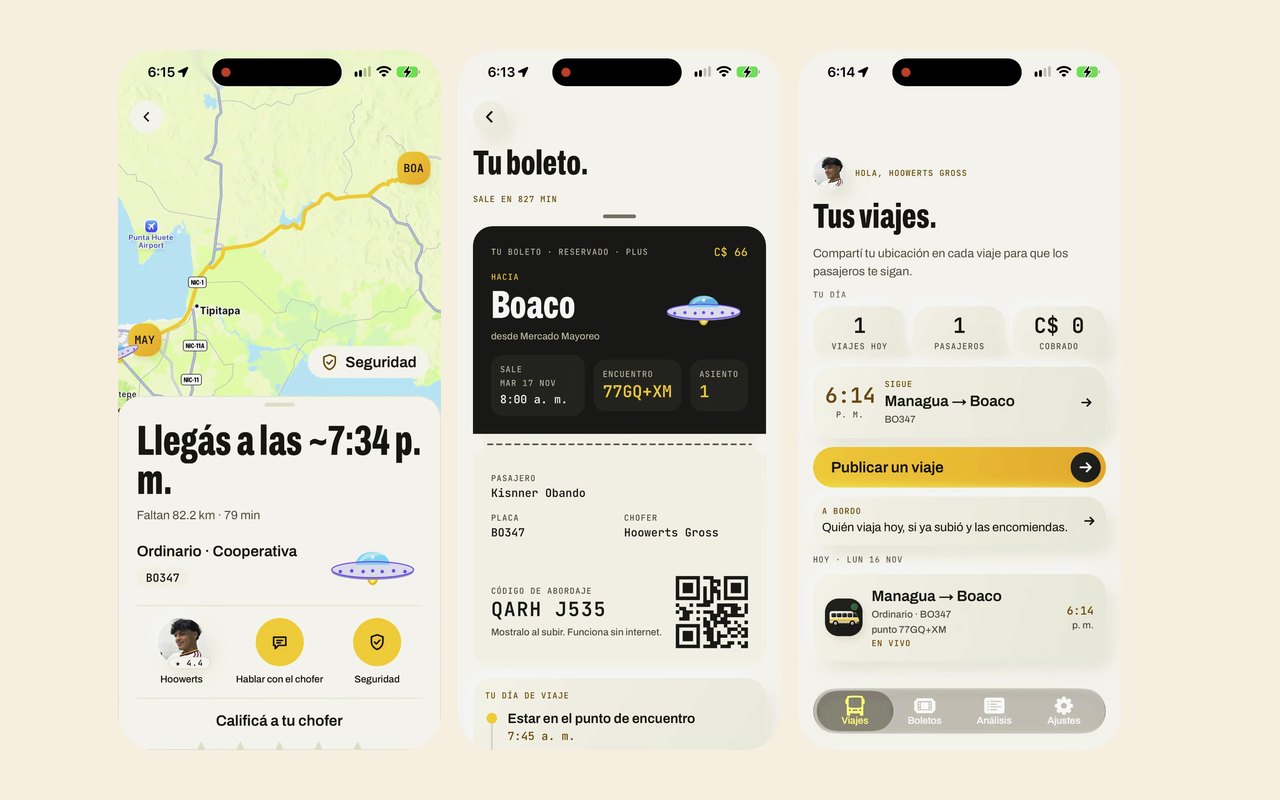 6:15
BOA
Punta Huete
Airport
NIC-1
Tipitapa
MAY
NIC-11A
NIC-11
tepe
Seguridad
Llegás a las ~7:34 p.
m.
Faltan 82.2 km · 79 min
Ordinario · Cooperativa
BO347
★ 4.4
Hoowerts
Hablar con el chofer
Seguridad
Calificá a tu chofer
6:13
Tu boleto.
SALE EN 827 MIN
TU BOLETO · RESERVADO · PLUS
C$ 66
HACIA
Boaco
desde Mercado Mayoreo
SALE
MAR 17 NOV
8:00 a. m.
ENCUENTRO
77GQ+XM
ASIENTO
1
PASAJERO
Kisnner Obando
PLACA
BO347
CHOFER
Hoowerts Gross
CÓDIGO DE ABORDAJE
QARH J535
Mostralo al subir. Funciona sin internet.
TU DÍA DE VIAJE
Estar en el punto de encuentro
7:45 a. m.
6:14
HOLA, HOOWERTS GROSS
Tus viajes.
Compartí tu ubicación en cada viaje para que los
pasajeros te sigan.
TU DÍA
1
VIAJES HOY
1
PASAJEROS
C$ 0
COBRADO
6:14
P. M.
SIGUE
Managua → Boaco
BO347
Publicar un viaje
A BORDO
Quién viaja hoy, si ya subió y las encomiendas.
HOY · LUN 16 NOV
Managua → Boaco
Ordinario · BO347
punto 77GQ+XM
EN VIVO
6:14
p. m.
Viajes
Boletos
Análisis
Ajustes